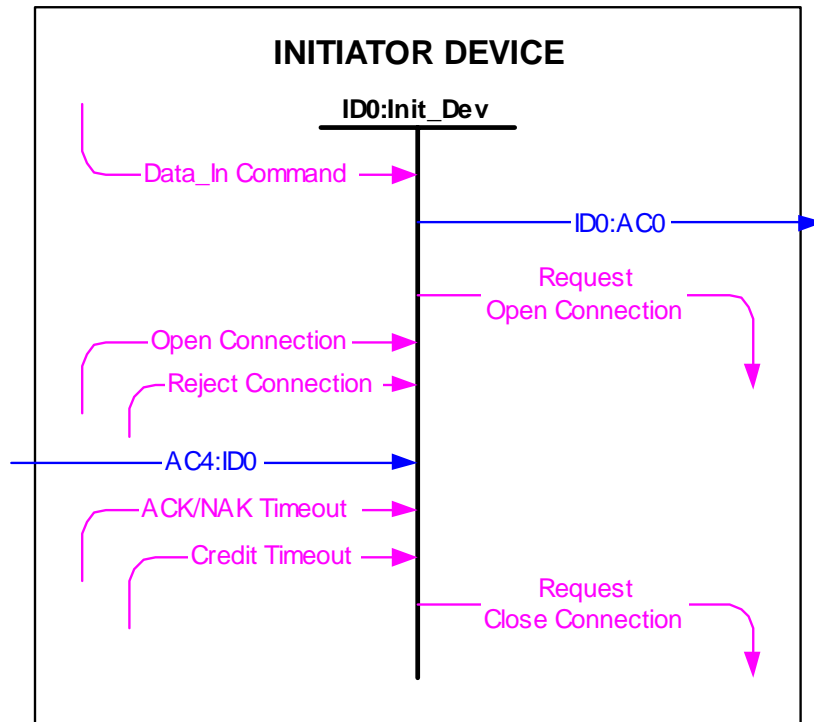 INITIATOR DEVICE
ID0:Init_Dev
Data_In Command
ID0:AC0
Request
Open Connection
Open Connection
Reject Connection
AC4:ID0
ACK/NAK Timeout
Credit Timeout
Request
Close Connection